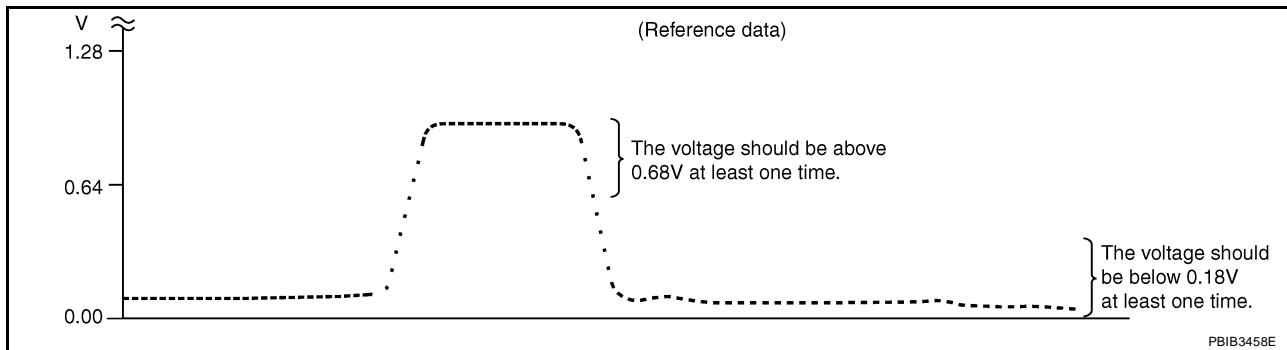 V
(Reference data)
1.28
The voltage should be above
0.68V at least one time.
0.64
The voltage should
be below 0.18V
at least one time.
0.00
PBIB3458E